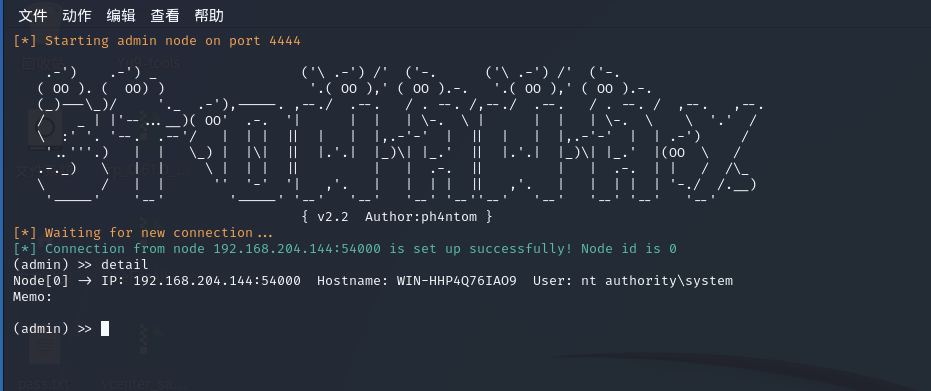 文件 动作 编辑 查看 帮助
[*] Starting admin node on port 4444
{ v2.2 Author:ph4ntom }
[*] Waiting for new connection...
[*] Connection from node 192.168.204.144:54000 is set up successfully! Node id is 0
(admin) >> detail
Node[0] -> IP: 192.168.204.144:54000 Hostname: WIN-HHP4Q76IAO9 User: nt authority\system
Memo:
(admin) >>